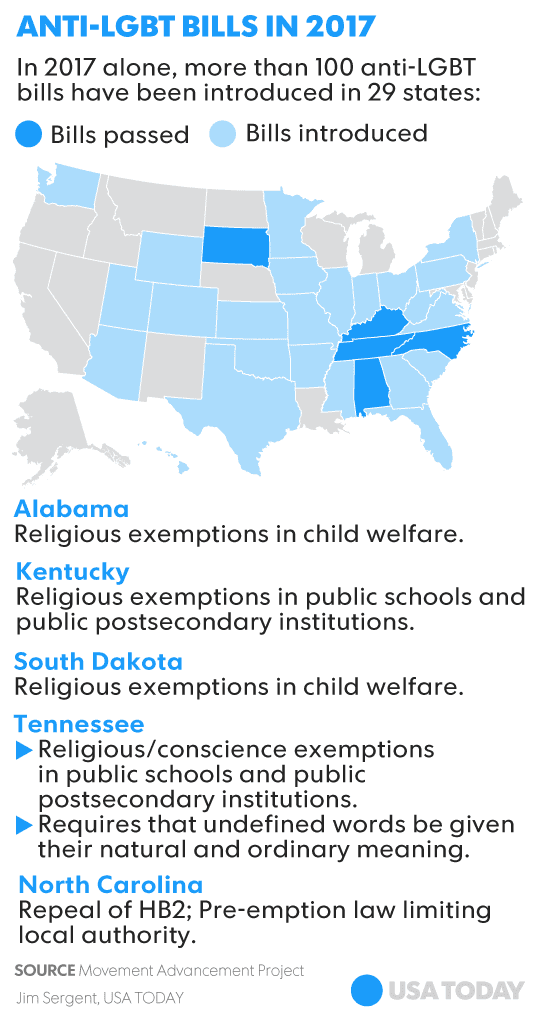 ANTI-LGBT BILLS IN 2017
In 2017 alone, more than 100 anti-LGBT
bills have been introduced in 29 states:
Bills passed Bills introduced
Alabama
Religious exemptions in child welfare.
Kentucky
Religious exemptions in public schools and
public postsecondary institutions.
South Dakota
Religious exemptions in child welfare.
Tennessee
Religious/conscience exemptions
in public schools and public
postsecondary institutions.
Requires that undefined words be given
their natural and ordinary meaning.
North Carolina
Repeal of HB2; Pre-emption law limiting
local authority.
SOURCE Movement Advancement Project
Jim Sergent, USA TODAY
USA TODAY